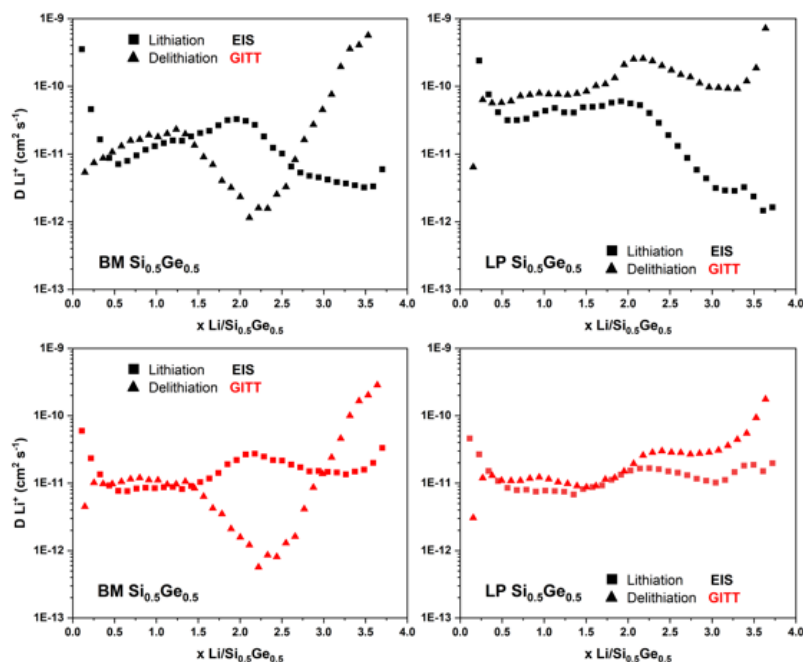 1E-9
1E-10
1E-11
1E-12
1E-13
D Li⁺ (cm² s⁻¹)
Lithiation EIS
Delithiation GITT
BM Si₀.₅Ge₀.₅
0.0 0.5 1.0 1.5 2.0 2.5 3.0 3.5 4.0
x Li/Si₀.₅Ge₀.₅
1E-9
1E-10
1E-11
1E-12
1E-13
D Li⁺ (cm² s⁻¹)
Lithiation EIS
Delithiation GITT
LP Si₀.₅Ge₀.₅
0.0 0.5 1.0 1.5 2.0 2.5 3.0 3.5 4.0
x Li/Si₀.₅Ge₀.₅
1E-9
1E-10
1E-11
1E-12
1E-13
D Li⁺ (cm² s⁻¹)
Lithiation EIS
Delithiation GITT
BM Si₀.₅Ge₀.₅
0.0 0.5 1.0 1.5 2.0 2.5 3.0 3.5 4.0
x Li/Si₀.₅Ge₀.₅
1E-9
1E-10
1E-11
1E-12
1E-13
D Li⁺ (cm² s⁻¹)
LP Si₀.₅Ge₀.₅
Lithiation EIS
Delithiation GITT
0.0 0.5 1.0 1.5 2.0 2.5 3.0 3.5 4.0
x Li/Si₀.₅Ge₀.₅